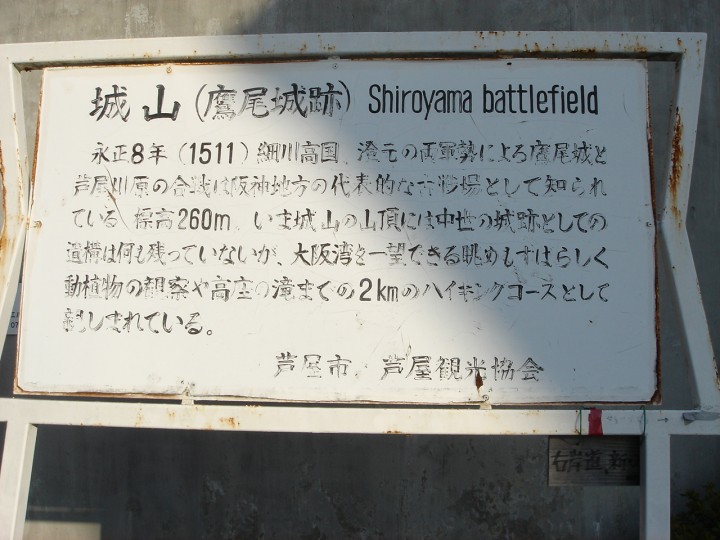 城山(鷹尾城跡) Shiroyama battlefield
永正8年(1511)細川高国、澄元の両軍勢による鷹尾城と
芦屋川原の合戦は阪神地方の代表的な古戦場として知られ
ている 標高260m、いま城山の山頂には中世の城跡としての
遺構は何も残っていないが、大阪湾を一望できる眺めもすばらしく
動植物の観察や高座の滝までの2kmのハイキングコースとして
親しまれている。
芦屋市 芦屋観光協会